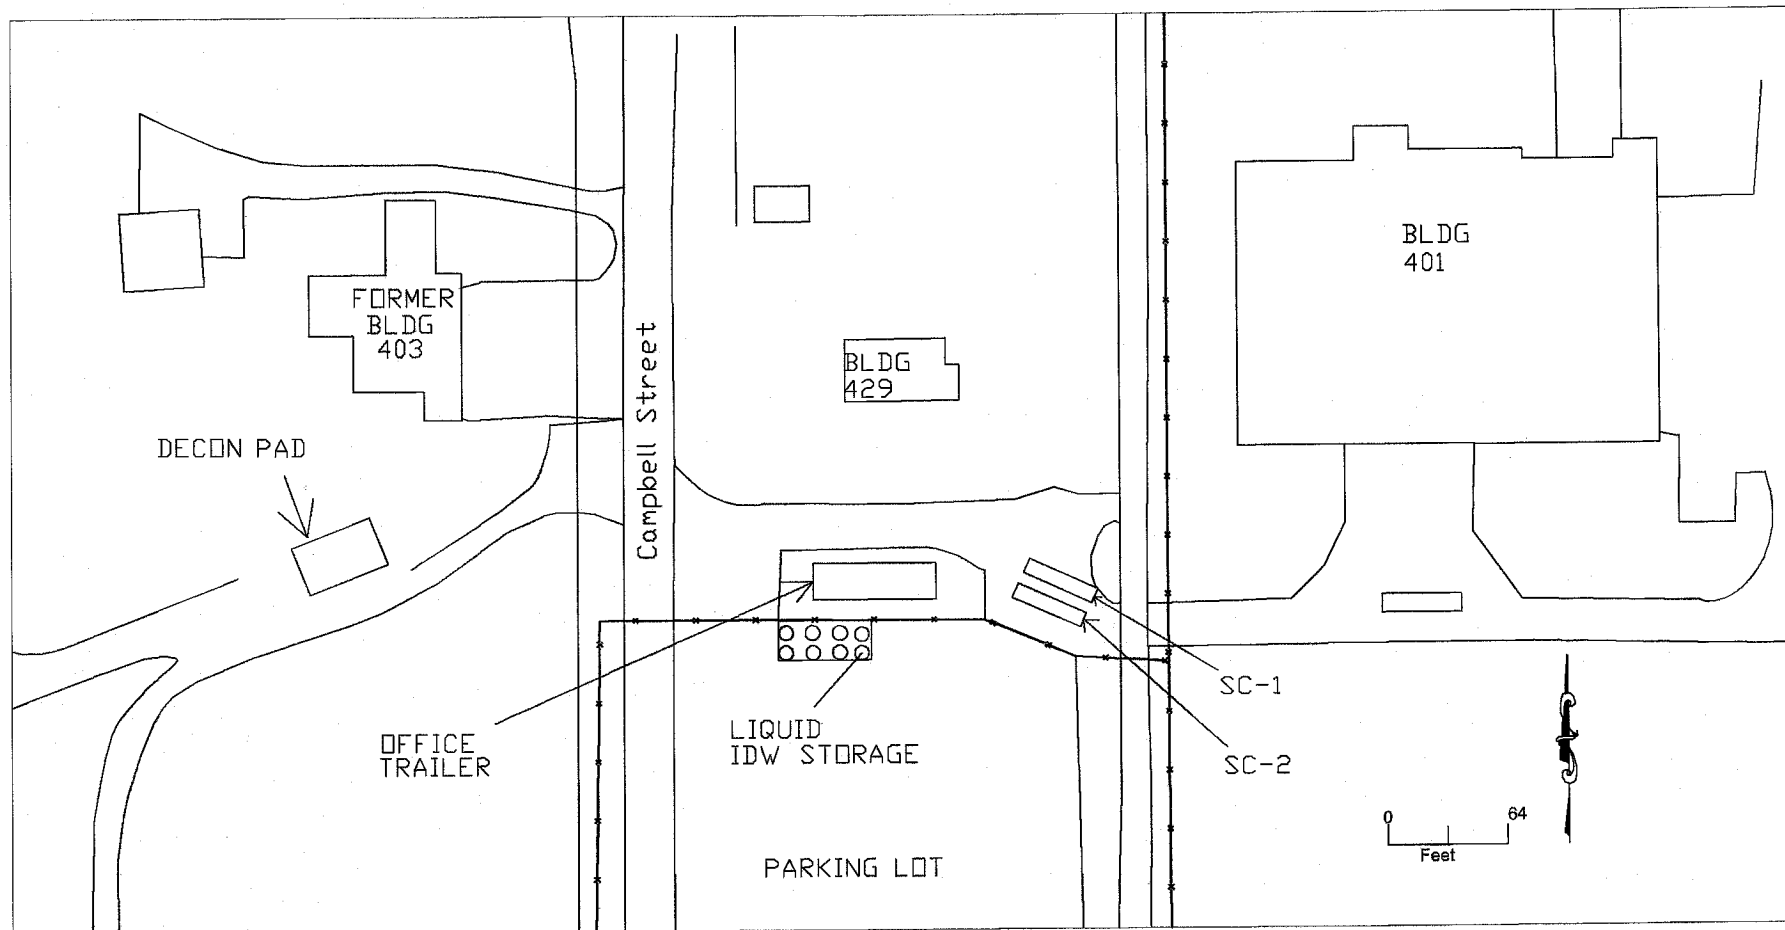 BLDG
401
FORMER
BLDG
403
Campbell Street
BLDG
429
DECON PAD
SC-1
OFFICE
TRAILER
LIQUID
IDW STORAGE
SC-2
0 64
Feet
PARKING LOT